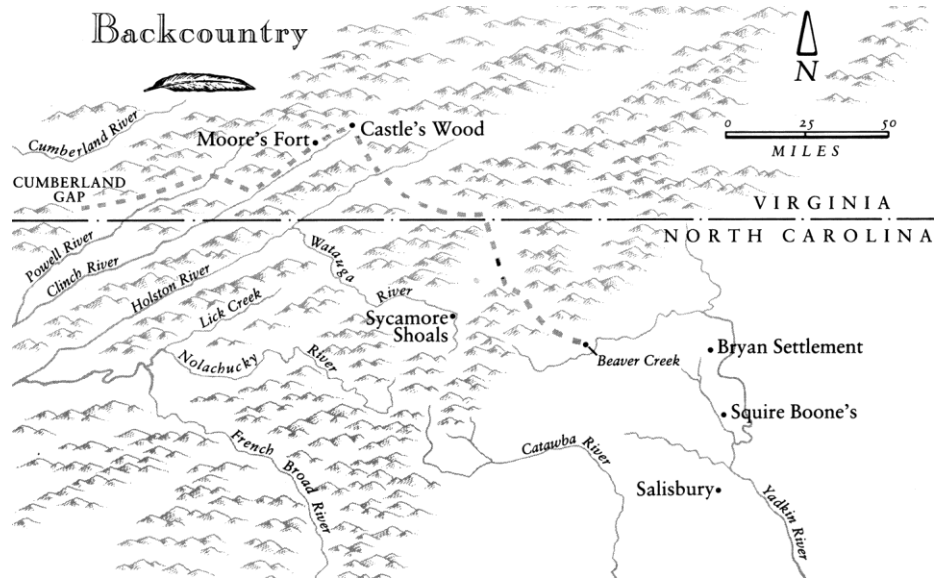 Backcountry
N
Cumberland River
Moore's Fort
Castle's Wood
0 25 50
MILES
CUMBERLAND
GAP
VIRGINIA
NORTH CAROLINA
Powell River
Clinch River
Holston River
Watauga
River
Lick Creek
Sycamore
Shoals
Nolachucky
River
Beaver Creek
Bryan Settlement
Squire Boone's
French Broad River
Catawba River
Salisbury
Yadkin River